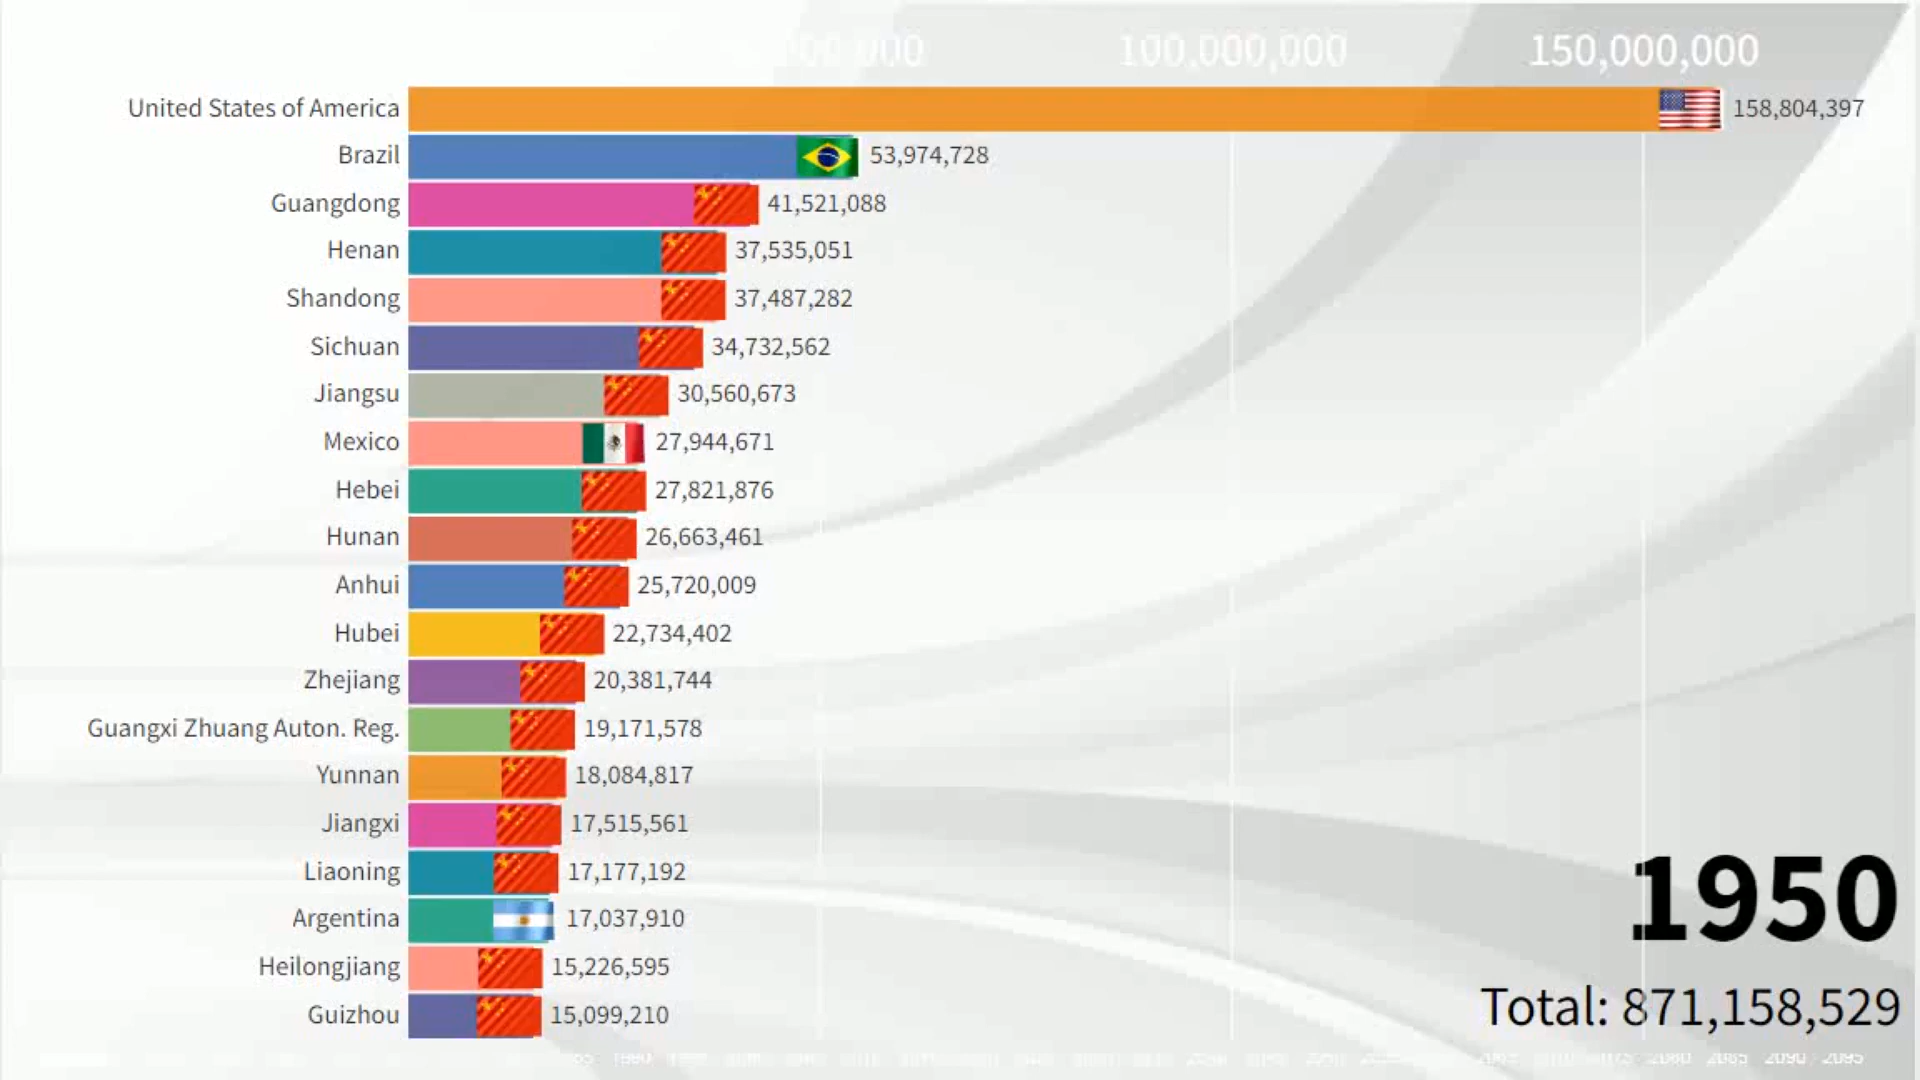 100,000,000 150,000,000
United States of America 158,804,397
Brazil 53,974,728
Guangdong 41,521,088
Henan 37,535,051
Shandong 37,487,282
Sichuan 34,732,562
Jiangsu 30,560,673
Mexico 27,944,671
Hebei 27,821,876
Hunan 26,663,461
Anhui 25,720,009
Hubei 22,734,402
Zhejiang 20,381,744
Guangxi Zhuang Auton. Reg. 19,171,578
Yunnan 18,084,817
Jiangxi 17,515,561
Liaoning 17,177,192
Argentina 17,037,910
Heilongjiang 15,226,595
Guizhou 15,099,210
1950
Total: 871,158,529
2080 2085 2090 2095